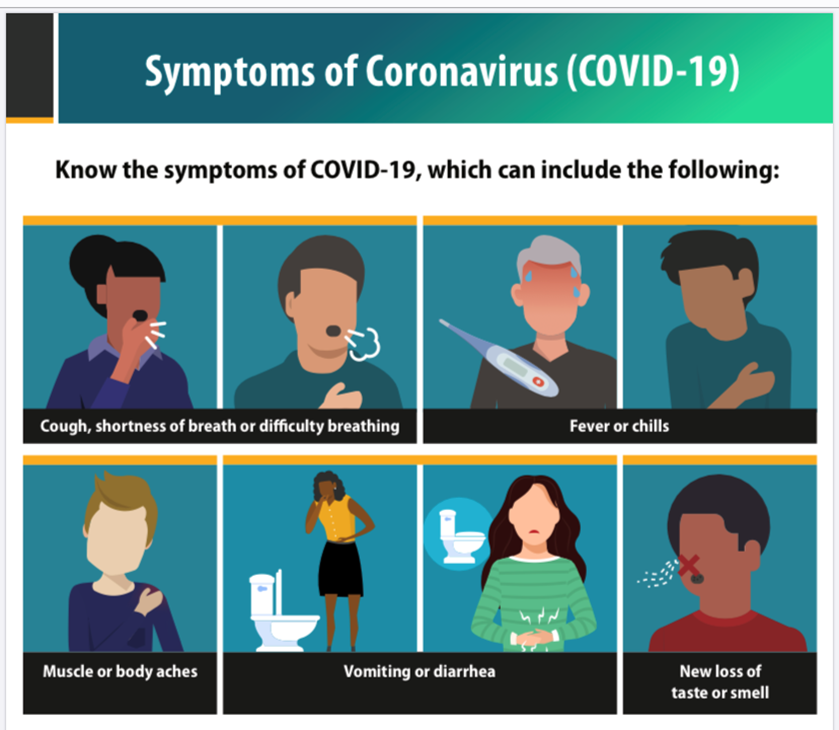 Symptoms of Coronavirus (COVID-19)
Know the symptoms of COVID-19, which can include the following:
Cough, shortness of breath or difficulty breathing
Fever or chills
Muscle or body aches
Vomiting or diarrhea
New loss of
taste or smell